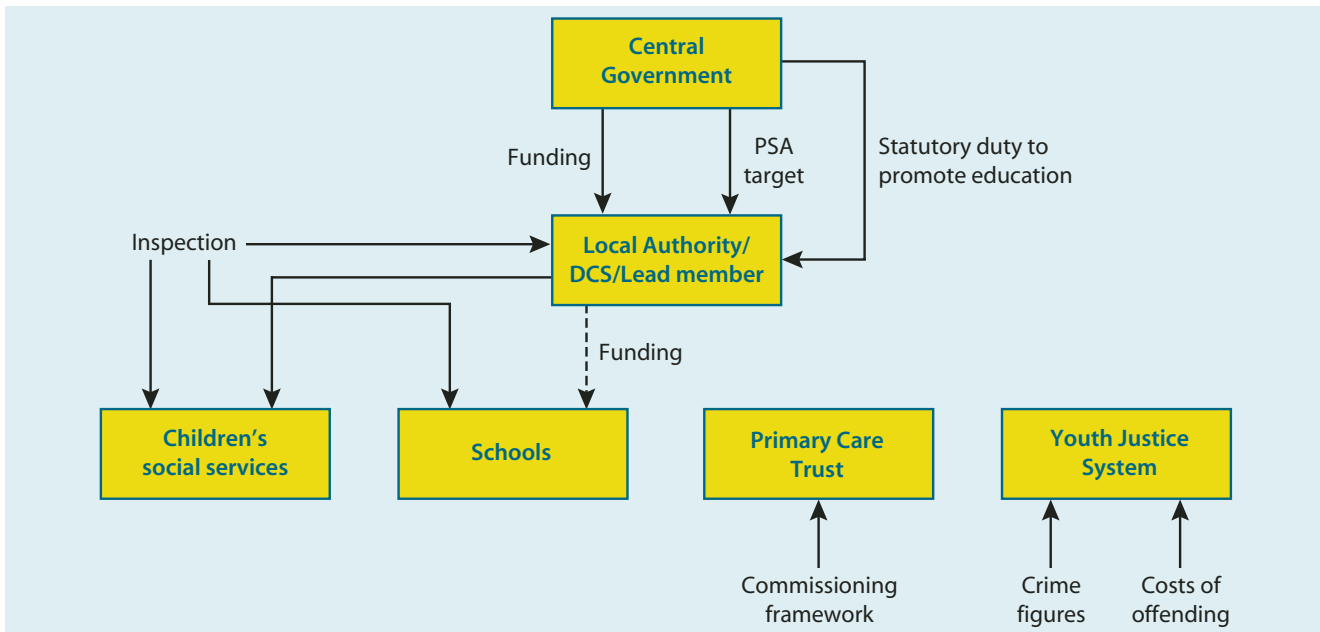 Central
Government
Funding
PSA
target
Statutory duty to
promote education
Inspection
Local Authority/
DCS/Lead member
Funding
Children's
social services
Schools
Primary Care
Trust
Youth Justice
System
Commissioning
framework
Crime
figures
Costs of
offending